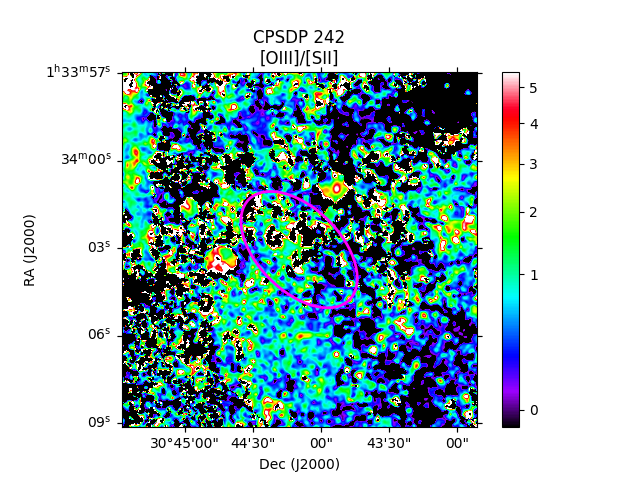 CPSDP 242
[OIII]/[SII]
1h33m57s
34m00s
03s
06s
09s
RA (J2000)
30°45'00" 44'30" 00" 43'30" 00"
Dec (J2000)
5
4
3
2
1
0